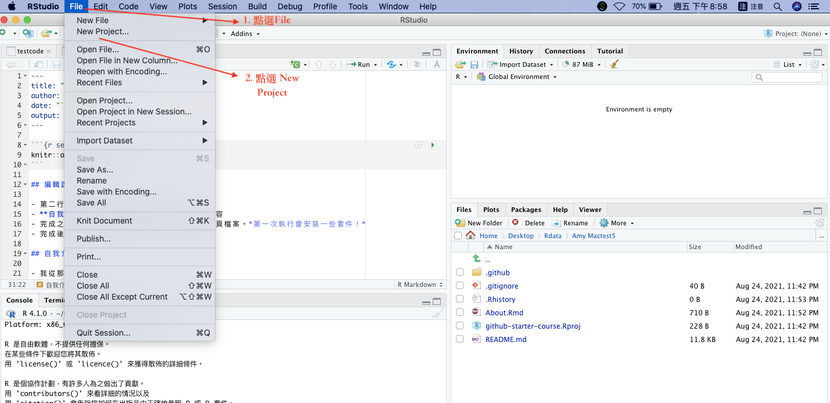 RStudio File Edit Code View Plots Session Build Debug Profile Tools Window Help 70% 週五 下午 8:58 注音
RStudio
1. 點選File
2. 點選 New Project
New File
New Project...
Open File... ⌘O
Open File in New Column...
Reopen with Encoding...
Recent Files
Open Project...
Open Project in New Session...
Recent Projects
Import Dataset
Save ⌘S
Save As...
Rename
Save with Encoding...
Save All ⌥⌘S
Knit Document ⇧⌘K
Publish...
Print...
Close ⌘W
Close All ⇧⌘W
Close All Except Current ⌥⇧⌘W
Close Project
Quit Session... ⌘Q
Addins
Project: (None)
testcode
Run
1 ---
2 title: "
3 author:
4 date: "`
5 output:
6 ---
7
8 ```{r se
9 knitr::o
10 ```
11
12 ## 編輯
13
14 - 第二行
15 - **自我 容
16 - 完成之 頁檔案。*第一次執行會安裝一些套件！*
17 - 完成後
18
19 ## 自我介
20
21 - 我從那
31:22 自我介 R Markdown
Console Termi
R 4.1.0 · ~/
Platform: x86_6
R 是自由軟體，不提供任何擔保。
在某些條件下歡迎您將其散佈。
用 'license()' 或 'licence()' 來獲得散佈的詳細條件。
R 是個協作計劃，有許多人為之做出了貢獻。
用 'contributors()' 來看詳細的情況以及
Environment History Connections Tutorial
Import Dataset 87 MiB List
R Global Environment
Environment is empty
Files Plots Packages Help Viewer
New Folder Delete Rename More
Home Desktop Rdata Amy Mactest5 ...
Name Size Modified
..
.github
.gitignore 40 B Aug 24, 2021, 11:42 PM
.Rhistory 0 B Aug 24, 2021, 11:53 PM
About.Rmd 710 B Aug 24, 2021, 11:52 PM
github-starter-course.Rproj 228 B Aug 24, 2021, 11:42 PM
README.md 11.8 KB Aug 24, 2021, 11:42 PM